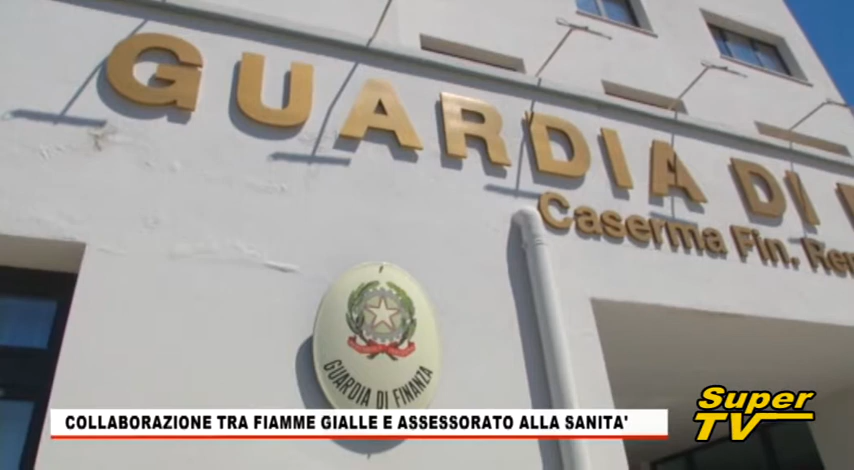 GUARDIA DI
Caserma Fin.
GUARDIA DI FINANZA
COLLABORAZIONE TRA FIAMME GIALLE E ASSESSORATO ALLA SANITA'
Super
TV